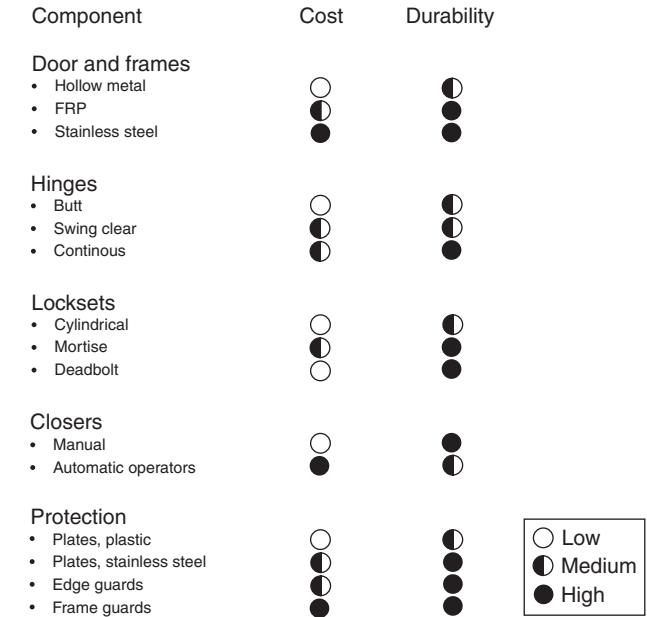 Component Cost Durability
Door and frames
• Hollow metal
• FRP
• Stainless steel
Hinges
• Butt
• Swing clear
• Continous
Locksets
• Cylindrical
• Mortise
• Deadbolt
Closers
• Manual
• Automatic operators
Protection
• Plates, plastic
• Plates, stainless steel
• Edge guards
• Frame guards
Low
Medium
High